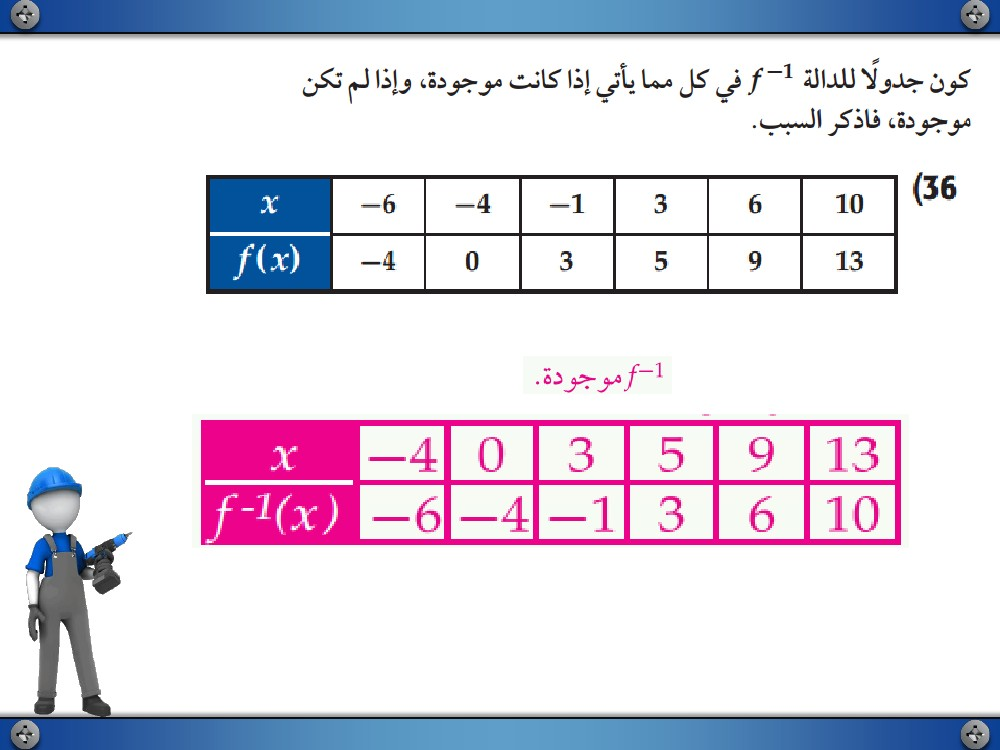 كون جدولًا للدالة f −1 في كل مما يأتي إذا كانت موجودة، وإذا لم تكن
موجودة، فاذكر السبب.
(36
x −6 −4 −1 3 6 10
f(x) −4 0 3 5 9 13
f−1 موجودة.
x −4 0 3 5 9 13
f-1(x) −6 −4 −1 3 6 10